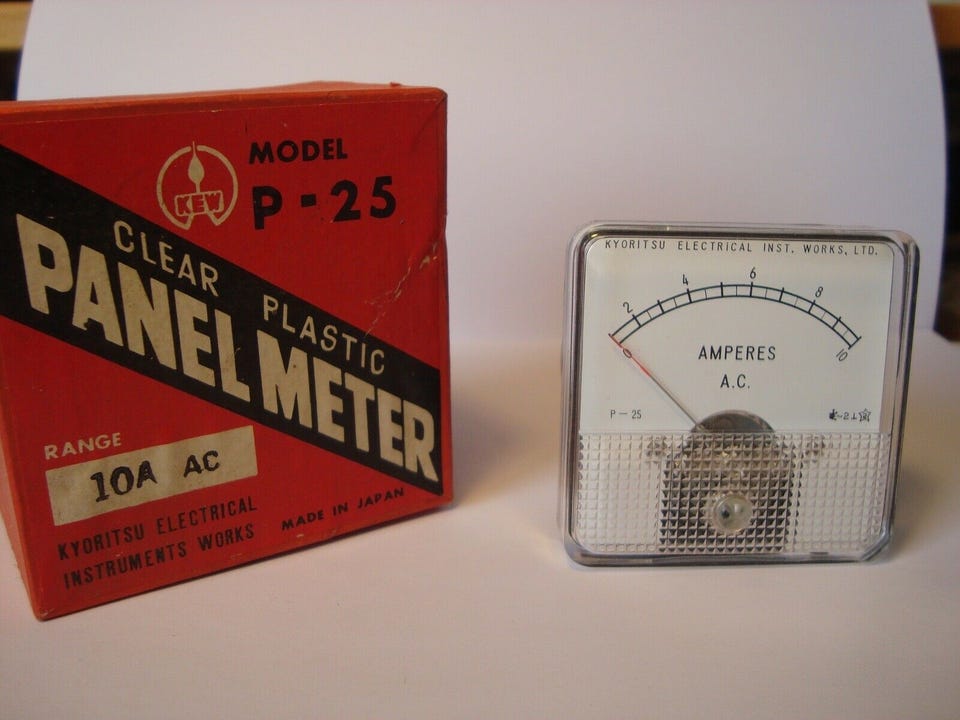 KEW
MODEL
P-25
CLEAR PLASTIC
PANEL METER
RANGE
10A AC
KYORITSU ELECTRICAL
INSTRUMENTS WORKS
MADE IN JAPAN
KYORITSU ELECTRICAL INST. WORKS, LTD.
0 2 4 6 8 10
AMPERES
A.C.
P-25
~2⊥